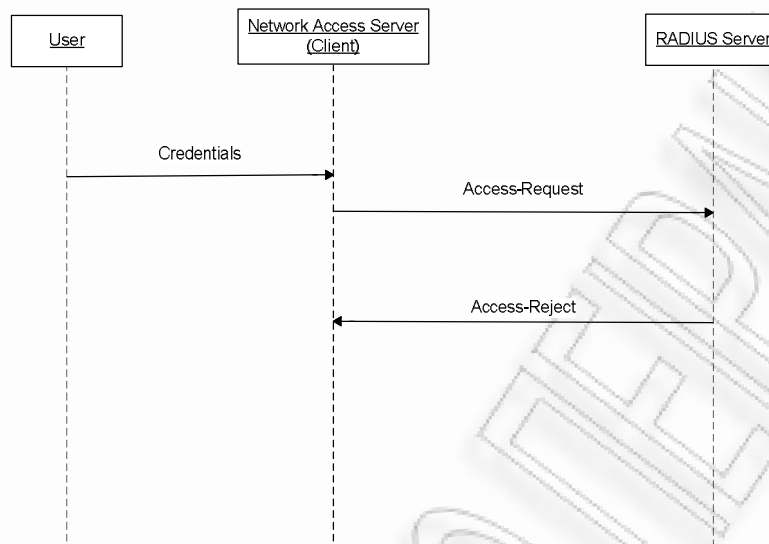 User
Network Access Server
(Client)
RADIUS Server
Credentials
Access-Request
Access-Reject